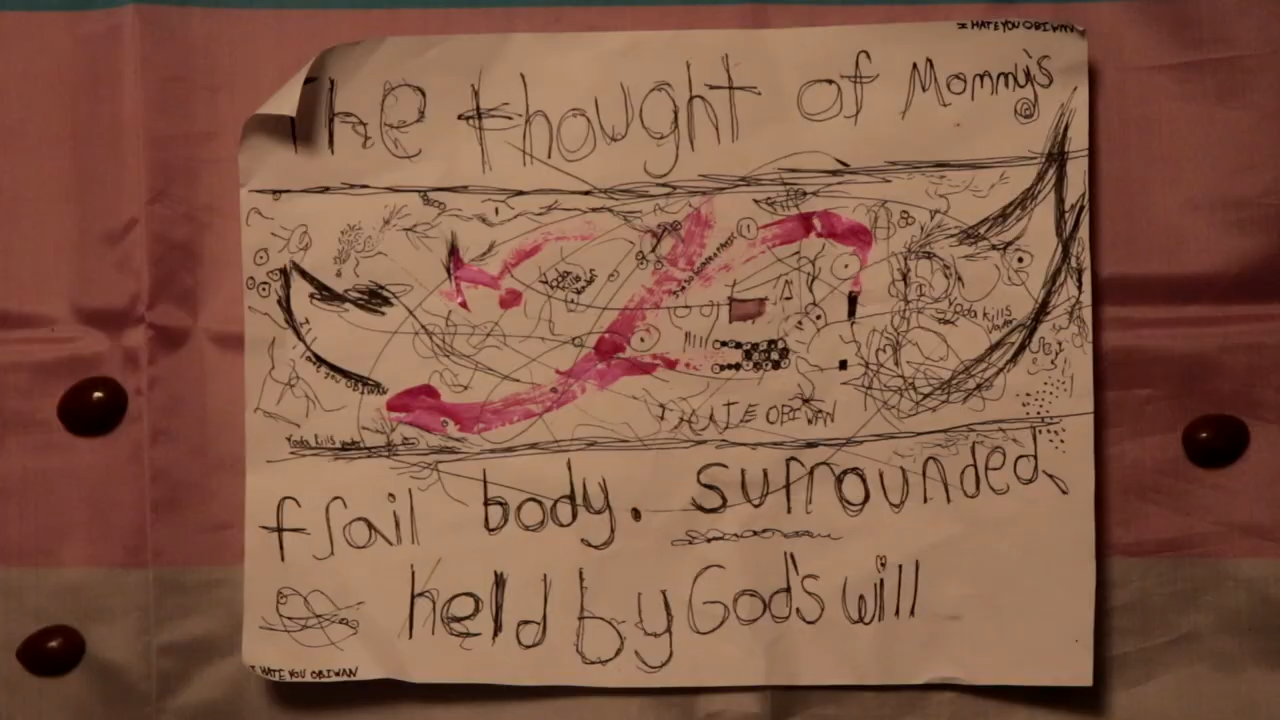 I HATE YOU OBIWAN
The thought of Mommy's
Yoda
kills
Vader
Yoda kills
Vader
I HATE YOU OBIWAN
HATE OBIWAN
Yoda kills Vader
frail body. surrounded
held by God's will
I HATE YOU OBIWAN